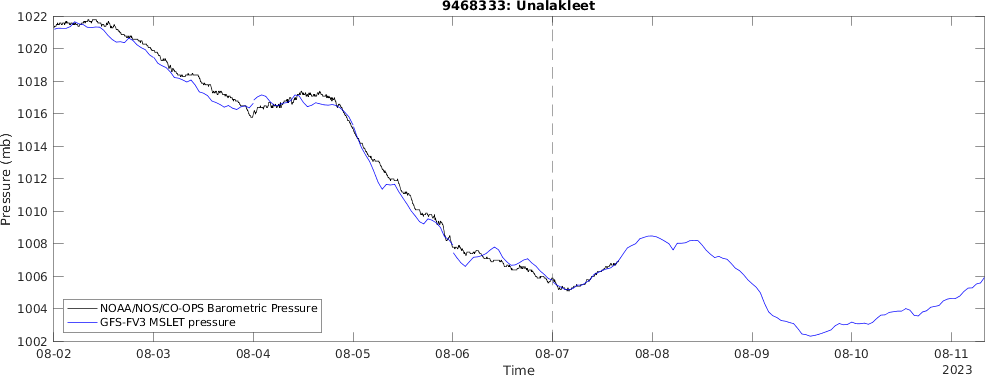 9468333: Unalakleet
Pressure (mb)
1022
1020
1018
1016
1014
1012
1010
1008
1006
1004
1002
NOAA/NOS/CO-OPS Barometric Pressure
GFS-FV3 MSLET pressure
08-02 08-03 08-04 08-05 08-06 08-07 08-08 08-09 08-10 08-11
Time
2023